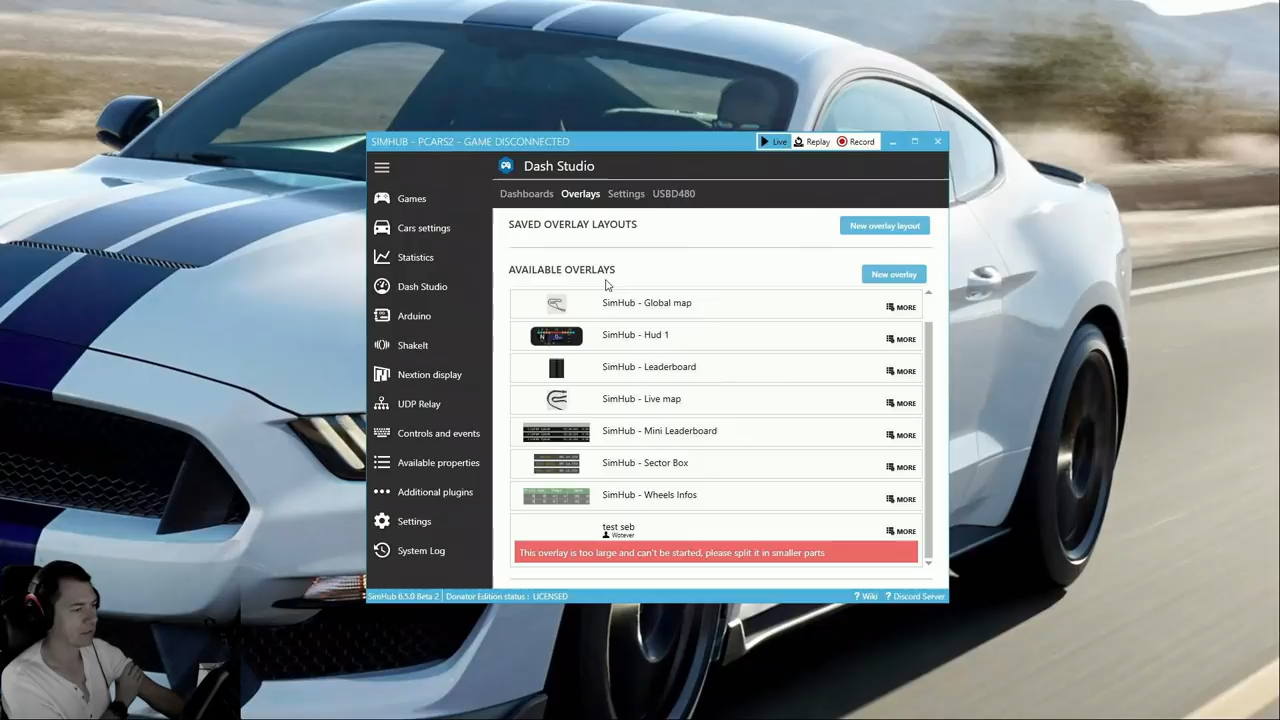 SIMHUB - PCARS2 - GAME DISCONNECTED
Live
Replay
Record
Dash Studio
Dashboards
Overlays
Settings
USBD480
Games
Cars settings
Statistics
Dash Studio
Arduino
ShakeIt
Nextion display
UDP Relay
Controls and events
Available properties
Additional plugins
Settings
System Log
SAVED OVERLAY LAYOUTS
New overlay layout
AVAILABLE OVERLAYS
New overlay
SimHub - Global map
MORE
SimHub - Hud 1
MORE
SimHub - Leaderboard
MORE
SimHub - Live map
MORE
SimHub - Mini Leaderboard
MORE
SimHub - Sector Box
MORE
SimHub - Wheels Infos
MORE
test seb
Wotever
MORE
This overlay is too large and can't be started, please split it in smaller parts
SimHub 6.5.0 Beta 2
Donator Edition status : LICENSED
? Wiki
? Discord Server